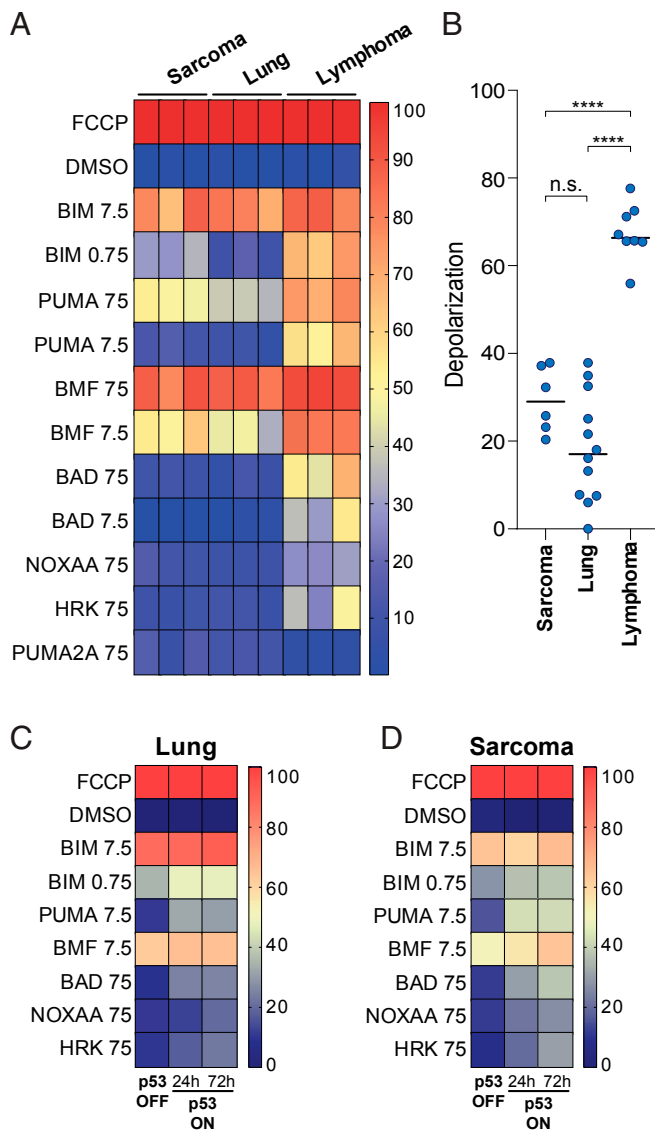 A
Sarcoma Lung Lymphoma
FCCP
DMSO
BIM 7.5
BIM 0.75
PUMA 75
PUMA 7.5
BMF 75
BMF 7.5
BAD 75
BAD 7.5
NOXAA 75
HRK 75
PUMA2A 75
100
90
80
70
60
50
40
30
20
10
B
Depolarization
100
80
60
40
20
0
****
****
n.s.
Sarcoma
Lung
Lymphoma
C
Lung
FCCP
DMSO
BIM 7.5
BIM 0.75
PUMA 7.5
BMF 7.5
BAD 75
NOXAA 75
HRK 75
100
80
60
40
20
0
p53 24h 72h
OFF p53
ON
D
Sarcoma
FCCP
DMSO
BIM 7.5
BIM 0.75
PUMA 7.5
BMF 7.5
BAD 75
NOXAA 75
HRK 75
100
80
60
40
20
0
p53 24h 72h
OFF p53
ON